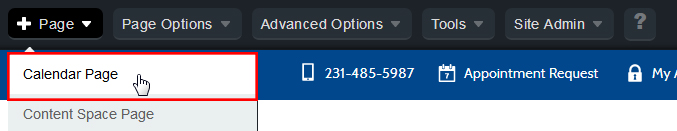 Page Page Options Advanced Options Tools Site Admin ?
Calendar Page 231-485-5987 7 Appointment Request My
Content Space Page